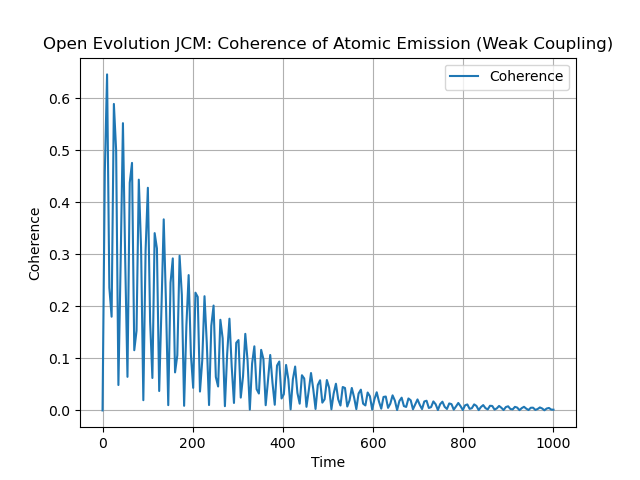 Open Evolution JCM: Coherence of Atomic Emission (Weak Coupling)
Coherence
0.6
0.5
0.4
0.3
0.2
0.1
0.0
Coherence
0 200 400 600 800 1000
Time